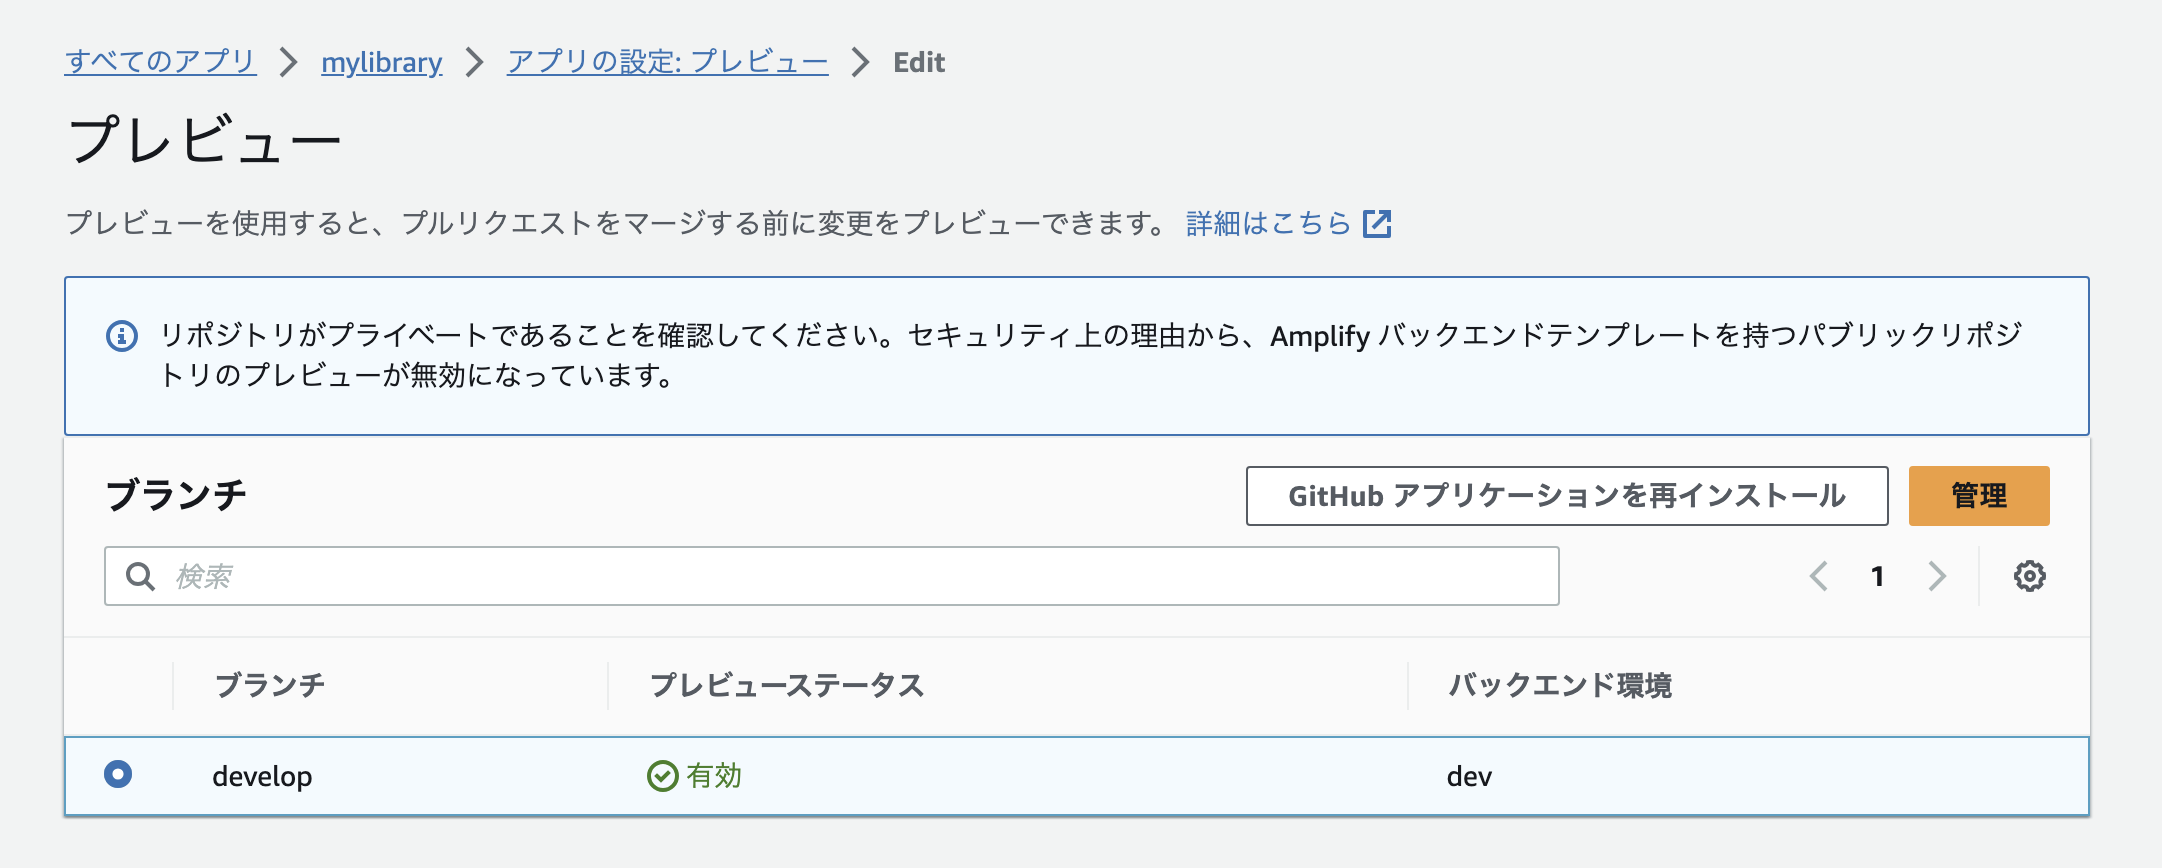 すべてのアプリ > mylibrary > アプリの設定: プレビュー > Edit
プレビュー
プレビューを使用すると、プルリクエストをマージする前に変更をプレビューできます。 詳細はこちら
リポジトリがプライベートであることを確認してください。セキュリティ上の理由から、Amplify バックエンドテンプレートを持つパブリックリポジ
トリのプレビューが無効になっています。
ブランチ GitHub アプリケーションを再インストール 管理
検索 < 1 >
ブランチ プレビューステータス バックエンド環境
develop 有効 dev